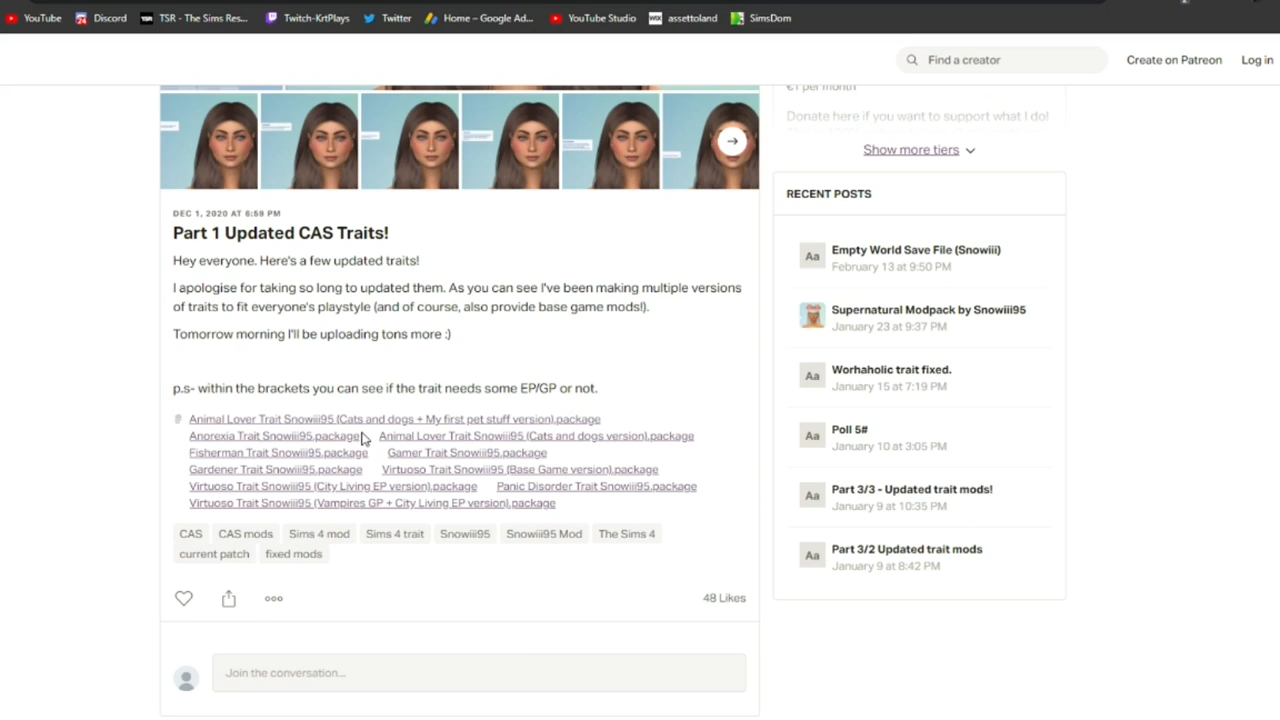 YouTube Discord TSR - The Sims Res... Twitch-KrtPlays Twitter Home – Google Ad... YouTube Studio assettoland SimsDom
Find a creator Create on Patreon Log in
€1 per month
Donate here if you want to support what I do!
Show more tiers
DEC 1, 2020 AT 6:59 PM
Part 1 Updated CAS Traits!
Hey everyone. Here's a few updated traits!
I apologise for taking so long to updated them. As you can see I've been making multiple versions
of traits to fit everyone's playstyle (and of course, also provide base game mods!).
Tomorrow morning I'll be uploading tons more :)
p.s- within the brackets you can see if the trait needs some EP/GP or not.
Animal Lover Trait Snowiii95 (Cats and dogs + My first pet stuff version).package
Anorexia Trait Snowiii95.package Animal Lover Trait Snowiii95 (Cats and dogs version).package
Fisherman Trait Snowiii95.package Gamer Trait Snowiii95.package
Gardener Trait Snowiii95.package Virtuoso Trait Snowiii95 (Base Game version).package
Virtuoso Trait Snowiii95 (City Living EP version).package Panic Disorder Trait Snowiii95.package
Virtuoso Trait Snowiii95 (Vampires GP + City Living EP version).package
CAS CAS mods Sims 4 mod Sims 4 trait Snowiii95 Snowiii95 Mod The Sims 4
current patch fixed mods
48 Likes
Join the conversation...
RECENT POSTS
Aa Empty World Save File (Snowiii)
February 13 at 9:50 PM
Supernatural Modpack by Snowiii95
January 23 at 9:37 PM
Aa Worhaholic trait fixed.
January 15 at 7:19 PM
Aa Poll 5#
January 10 at 3:05 PM
Aa Part 3/3 - Updated trait mods!
January 9 at 10:35 PM
Aa Part 3/2 Updated trait mods
January 9 at 8:42 PM